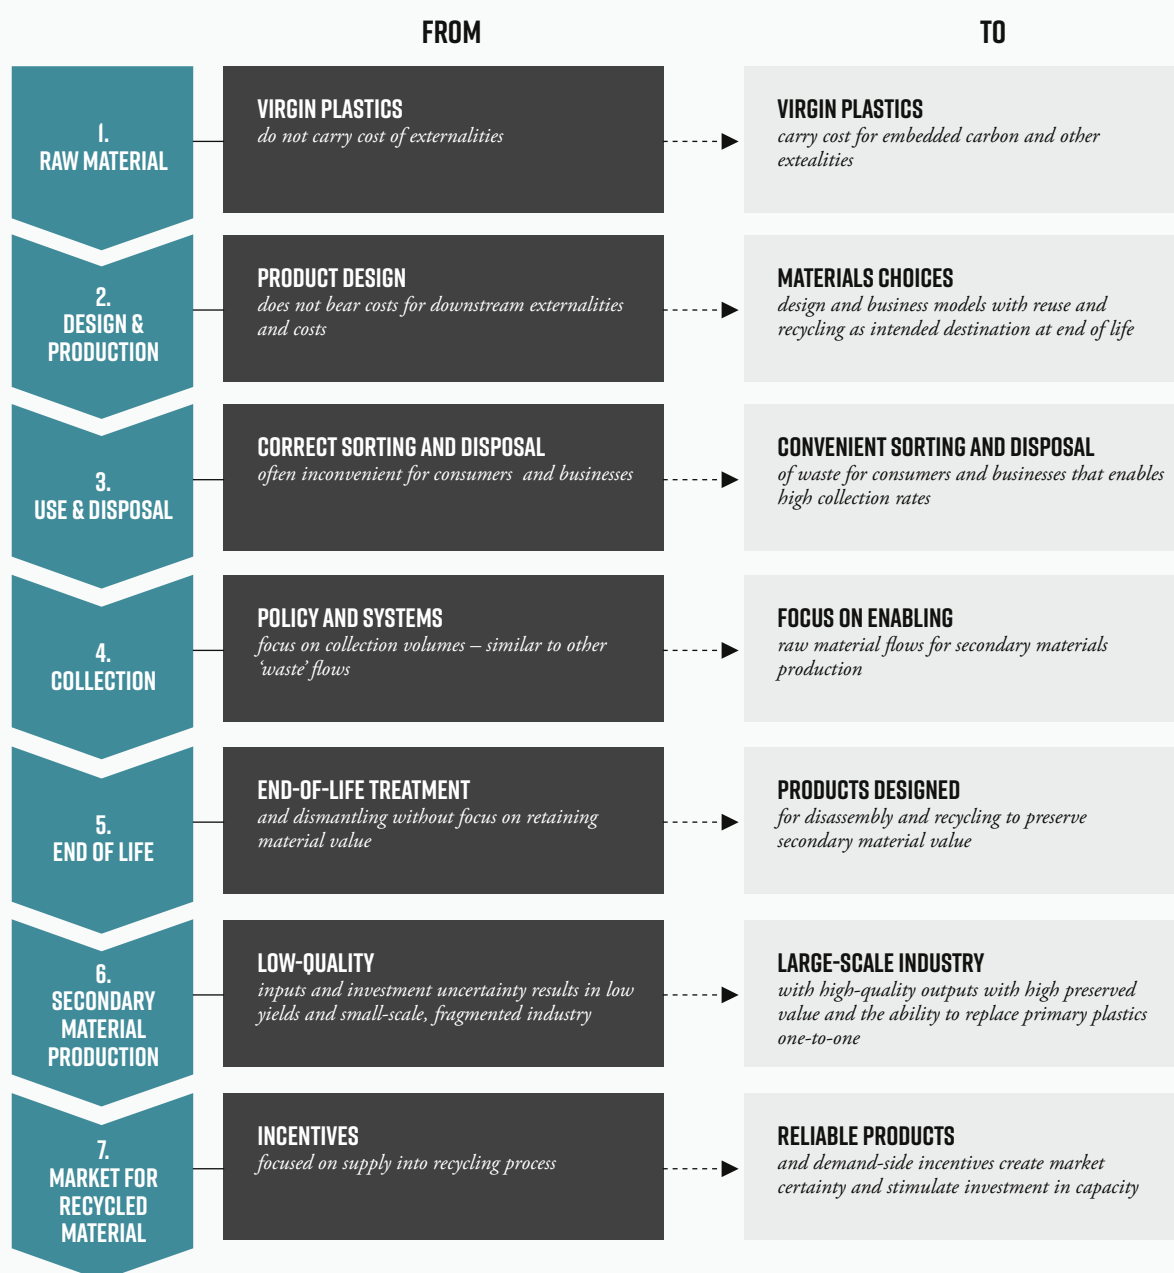 FROM
TO
1.
RAW MATERIAL
VIRGIN PLASTICS
do not carry cost of externalities
VIRGIN PLASTICS
carry cost for embedded carbon and other
extealities
2.
DESIGN &
PRODUCTION
PRODUCT DESIGN
does not bear costs for downstream externalities
and costs
MATERIALS CHOICES
design and business models with reuse and
recycling as intended destination at end of life
3.
USE & DISPOSAL
CORRECT SORTING AND DISPOSAL
often inconvenient for consumers  and businesses
CONVENIENT SORTING AND DISPOSAL
of waste for consumers and businesses that enables
high collection rates
4.
COLLECTION
POLICY AND SYSTEMS
focus on collection volumes – similar to other
‘waste’ flows
FOCUS ON ENABLING
raw material flows for secondary materials
production
5.
END OF LIFE
END-OF-LIFE TREATMENT
and dismantling without focus on retaining
material value
PRODUCTS DESIGNED
for disassembly and recycling to preserve
secondary material value
6.
SECONDARY
MATERIAL
PRODUCTION
LOW-QUALITY
inputs and investment uncertainty results in low
yields and small-scale, fragmented industry
LARGE-SCALE INDUSTRY
with high-quality outputs with high preserved
value and the ability to replace primary plastics
one-to-one
7.
MARKET FOR
RECYCLED
MATERIAL
INCENTIVES
focused on supply into recycling process
RELIABLE PRODUCTS
and demand-side incentives create market
certainty and stimulate investment in capacity